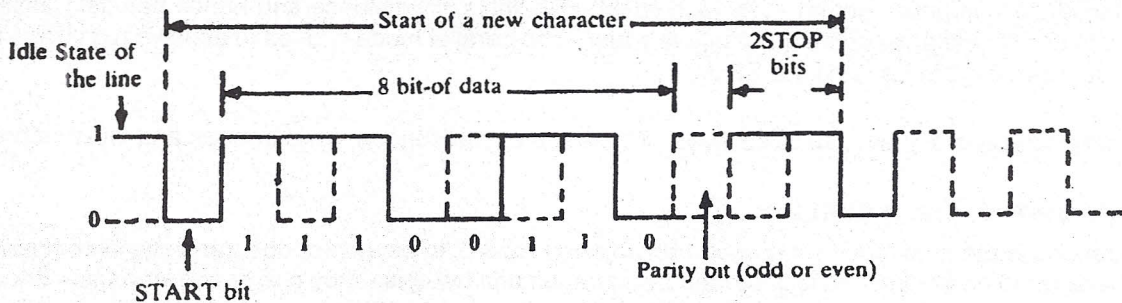 Start of a new character
Idle State of
the line
2STOP
bits
8 bit-of data
1
0
1 1 1 0 0 1 1 0
Parity bit (odd or even)
START bit